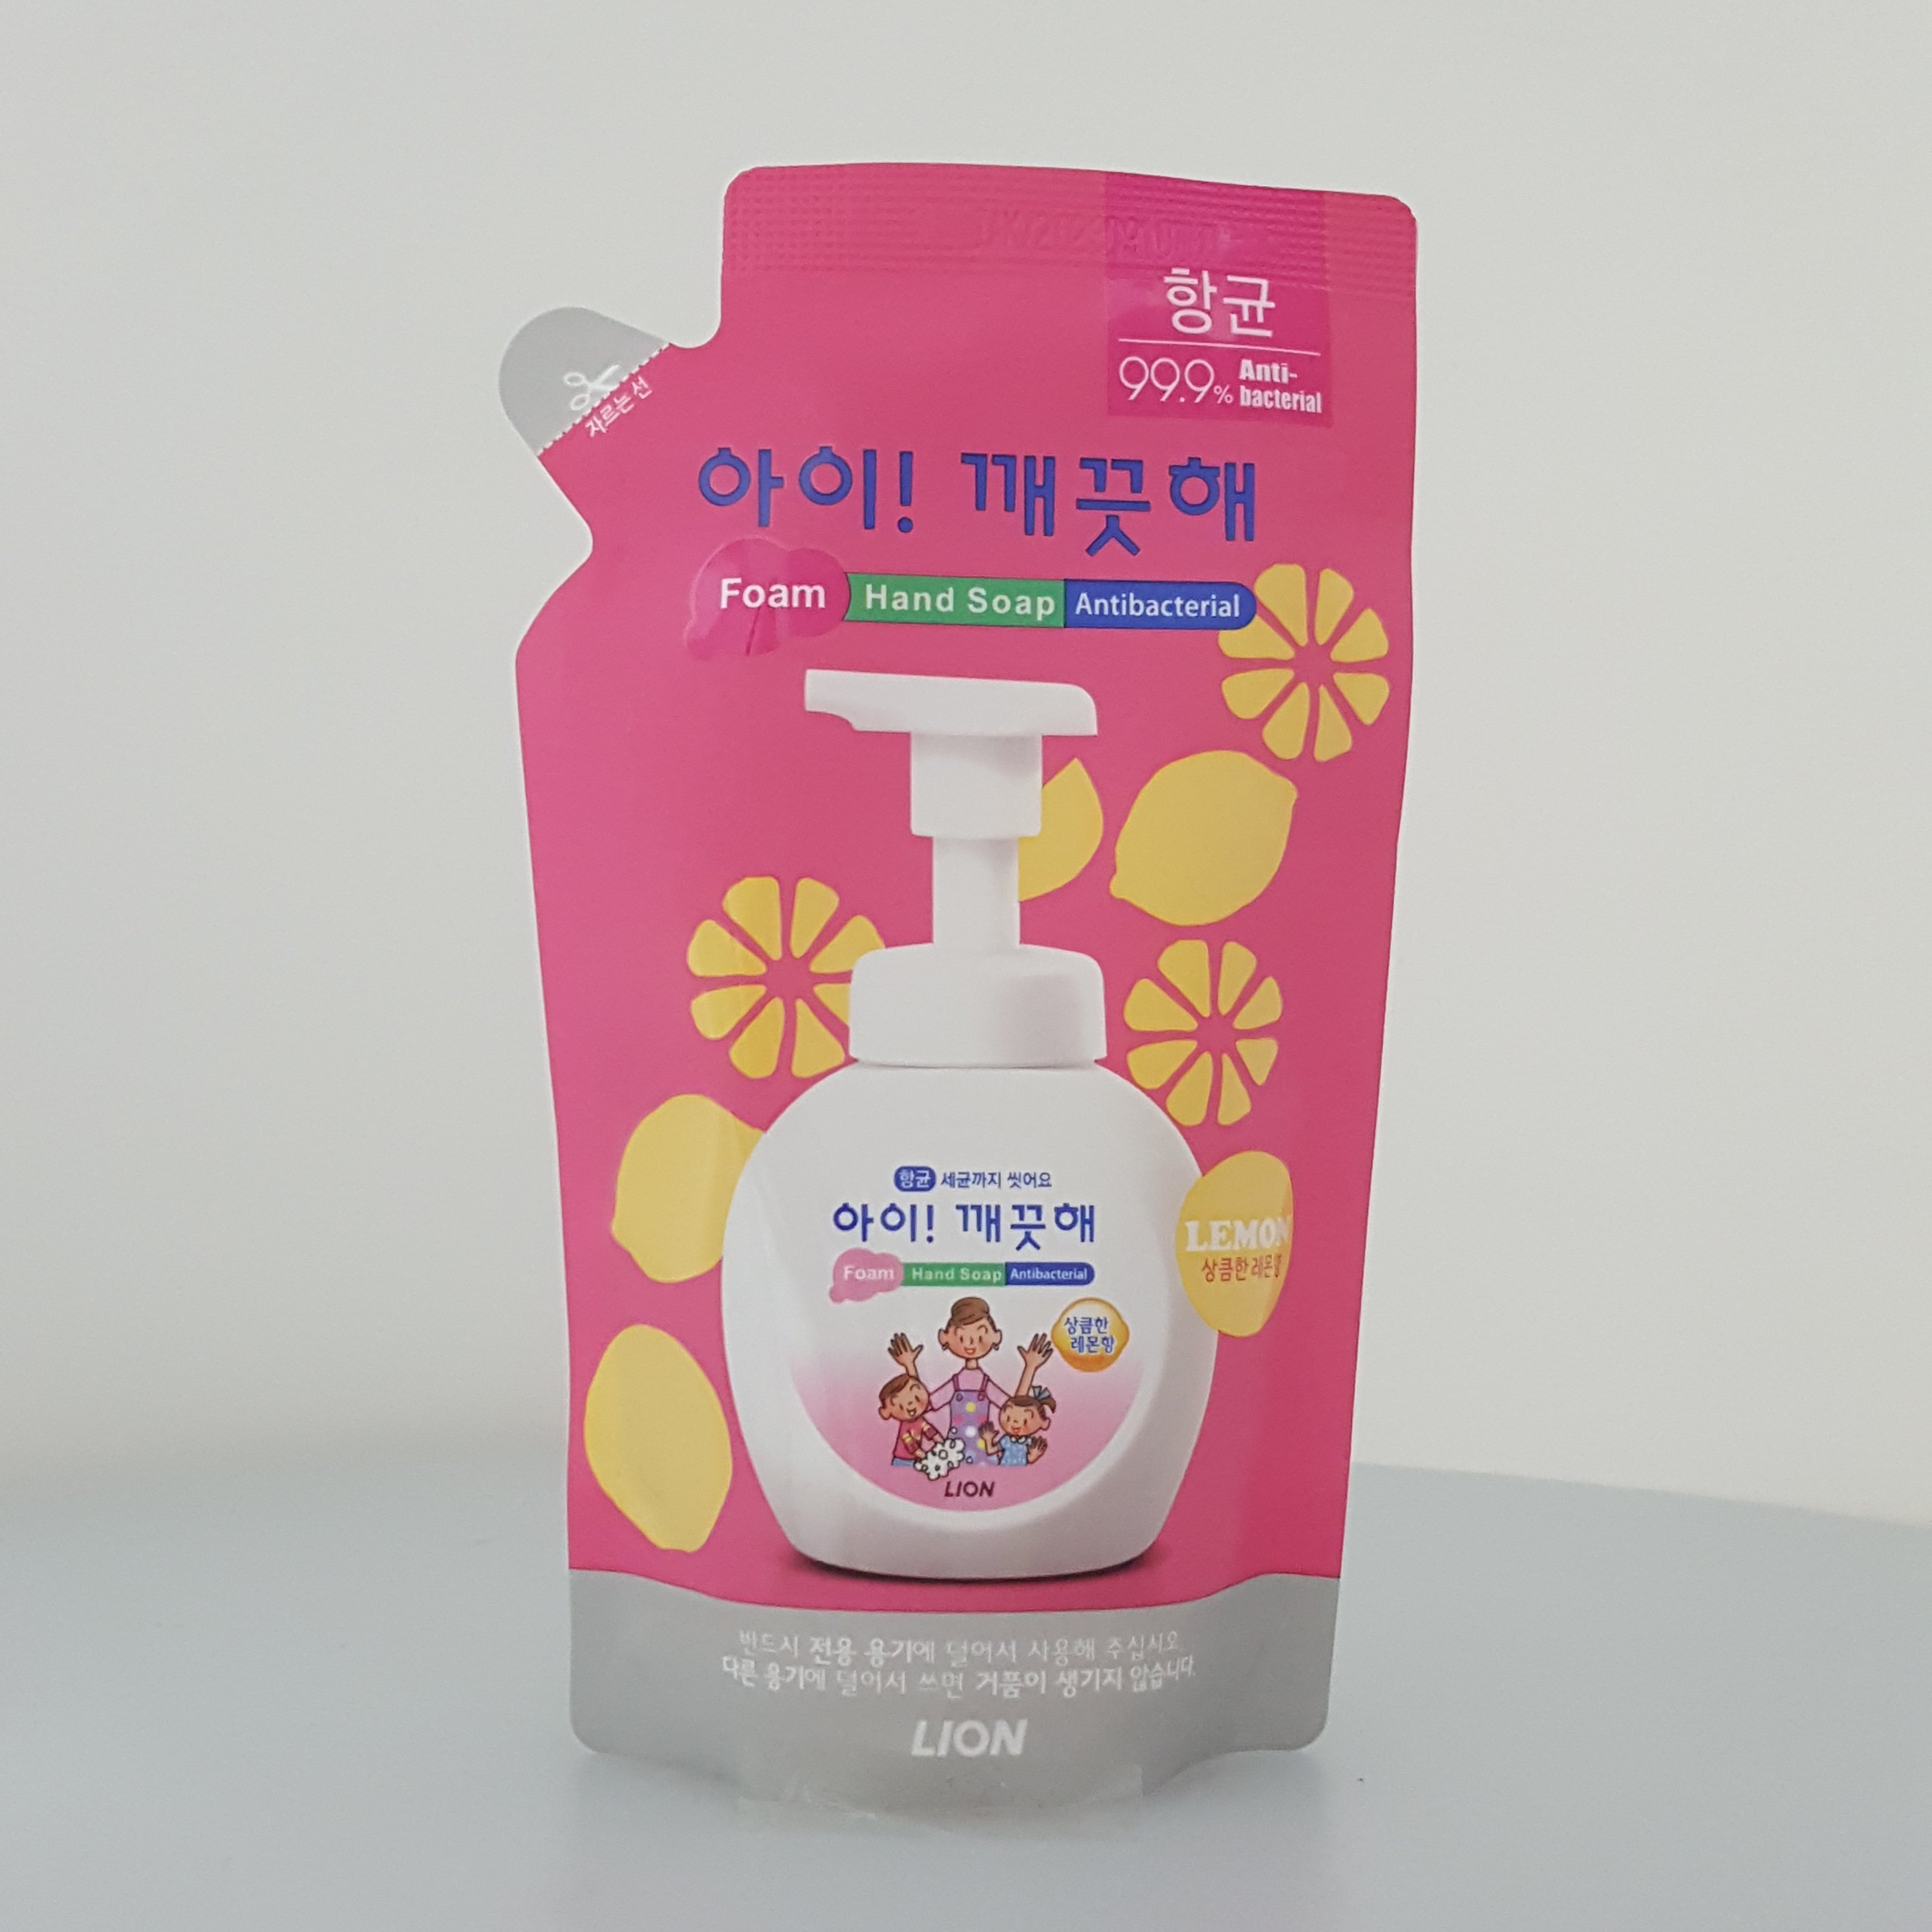 항균
99.9% Anti-
bacterial
자르는선
아이! 깨끗해
Foam Hand Soap Antibacterial
항균 세균까지 씻어요
아이! 깨끗해
Foam Hand Soap Antibacterial
상큼한
레몬향
LION
LEMON
상큼한 레몬향
반드시 전용 용기에 덜어서 사용해 주십시오.
다른 용기에 덜어서 쓰면 거품이 생기지 않습니다.
LION